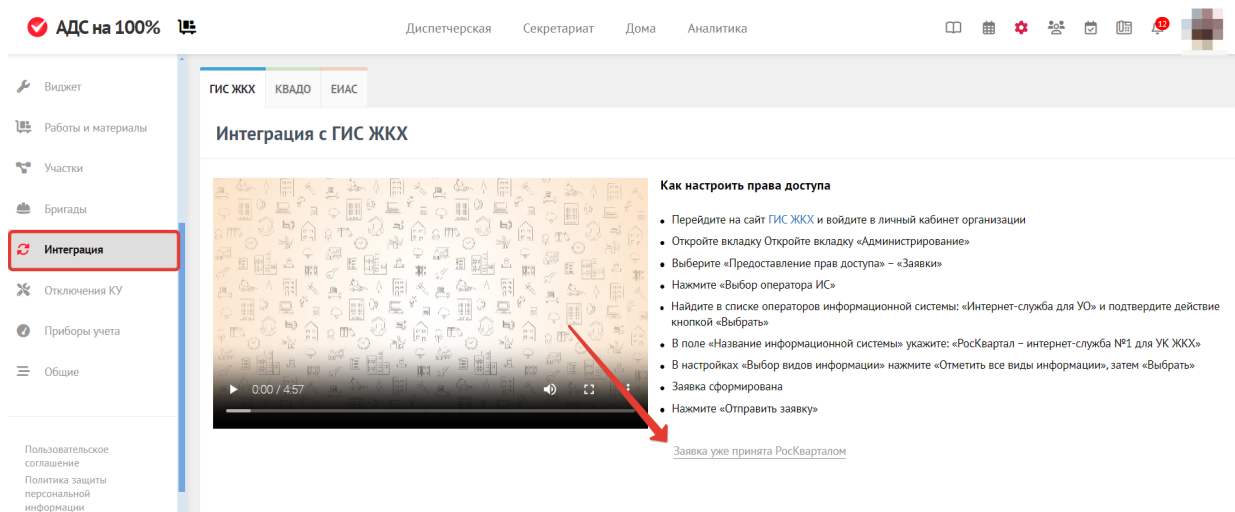 АДС на 100%
Диспетчерская Секретариат Дома Аналитика
12
Виджет
Работы и материалы
Участки
Бригады
Интеграция
Отключения КУ
Приборы учета
Общие
Пользовательское
соглашение
Политика защиты
персональной
информации
ГИС ЖКХ КВАДО ЕИАС
Интеграция с ГИС ЖКХ
0:00 / 4:57
Как настроить права доступа
Перейдите на сайт ГИС ЖКХ и войдите в личный кабинет организации
Откройте вкладку Откройте вкладку «Администрирование»
Выберите «Предоставление прав доступа» – «Заявки»
Нажмите «Выбор оператора ИС»
Найдите в списке операторов информационной системы: «Интернет-служба для УО» и подтвердите действие
кнопкой «Выбрать»
В поле «Название информационной системы» укажите: «РосКвартал – интернет-служба №1 для УК ЖКХ»
В настройках «Выбор видов информации» нажмите «Отметить все виды информации», затем «Выбрать»
Заявка сформирована
Нажмите «Отправить заявку»
Заявка уже принята РосКварталом